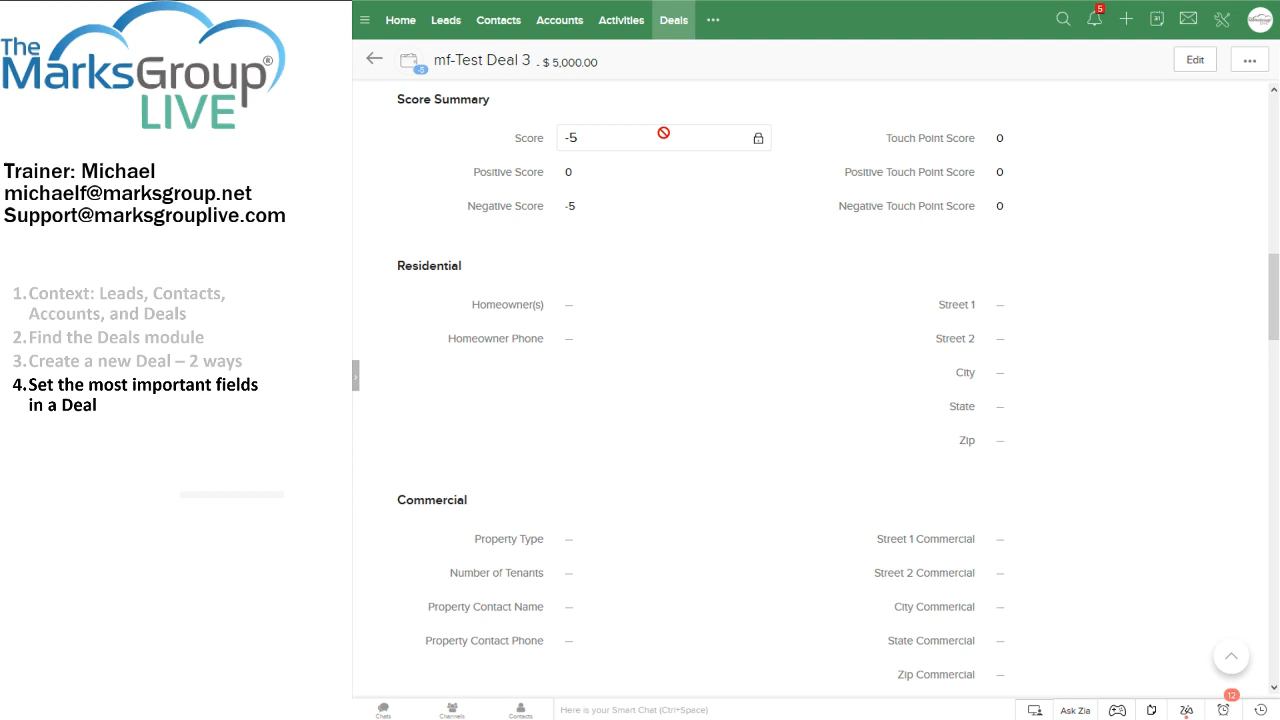 The
MarksGroup®
LIVE
Trainer: Michael
michaelf@marksgroup.net
Support@marksgrouplive.com
1. Context: Leads, Contacts,
Accounts, and Deals
2. Find the Deals module
3. Create a new Deal – 2 ways
4. Set the most important fields
in a Deal
Home Leads Contacts Accounts Activities Deals ••• 5 31
-5 mf-Test Deal 3 - $ 5,000.00 Edit •••
Score Summary
Score -5 Touch Point Score 0
Positive Score 0 Positive Touch Point Score 0
Negative Score -5 Negative Touch Point Score 0
Residential
Homeowner(s) — Street 1 —
Homeowner Phone — Street 2 —
City —
State —
Zip —
Commercial
Property Type — Street 1 Commercial —
Number of Tenants — Street 2 Commercial —
Property Contact Name — City Commerical —
Property Contact Phone — State Commercial —
Zip Commercial —
12
Chats Channels Contacts Here is your Smart Chat (Ctrl+Space) Ask Zia